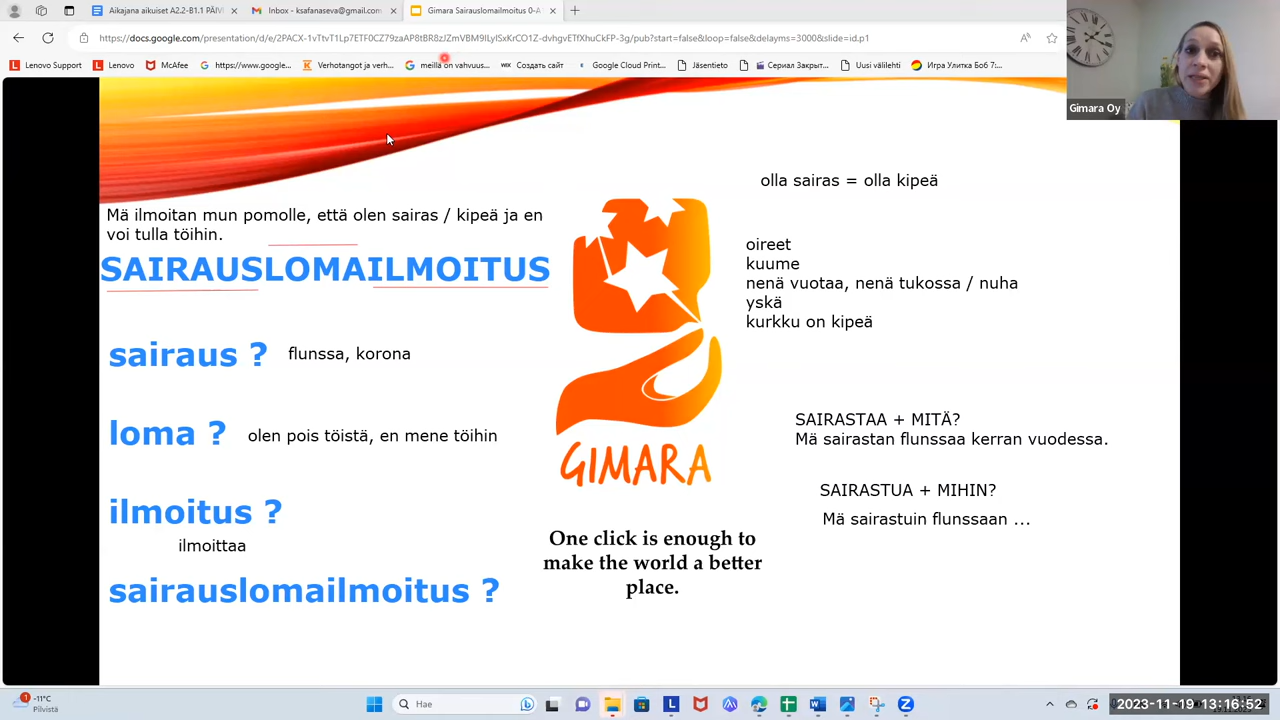 Aikajana aikuiset A2.2-B1.1 PÄIV
Inbox - ksafanaseva@gmail.com
Gimara Sairauslomailmoitus 0-A
https://docs.google.com/presentation/d/e/2PACX-1vTtvT1Lp7ETF0CZ79zaAP8tBR8zJZmVBM9ILyISxKrCO1Z-dvhgvETfXhuCkFP-3g/pub?start=false&loop=false&delayms=3000&slide=id.p1
Lenovo Support
Lenovo
McAfee
https://www.google...
Verhotangot ja verh...
meillä on vahvuus...
Создать сайт
Google Cloud Print...
Jäsentieto
Сериал Закрыт...
Uusi välilehti
Игра Улитка Боб 7:...
Gimara Oy
olla sairas = olla kipeä
Mä ilmoitan mun pomolle, että olen sairas / kipeä ja en
voi tulla töihin.
SAIRAUSLOMAILMOITUS
oireet
kuume
nenä vuotaa, nenä tukossa / nuha
yskä
kurkku on kipeä
sairaus ?
flunssa, korona
loma ?
olen pois töistä, en mene töihin
SAIRASTAA + MITÄ?
Mä sairastan flunssaa kerran vuodessa.
GIMARA
SAIRASTUA + MIHIN?
Mä sairastuin flunssaan ...
ilmoitus ?
ilmoittaa
One click is enough to
make the world a better
place.
sairauslomailmoitus ?
1
-11°C
Pilvistä
Hae
2023-11-19 13:16:52